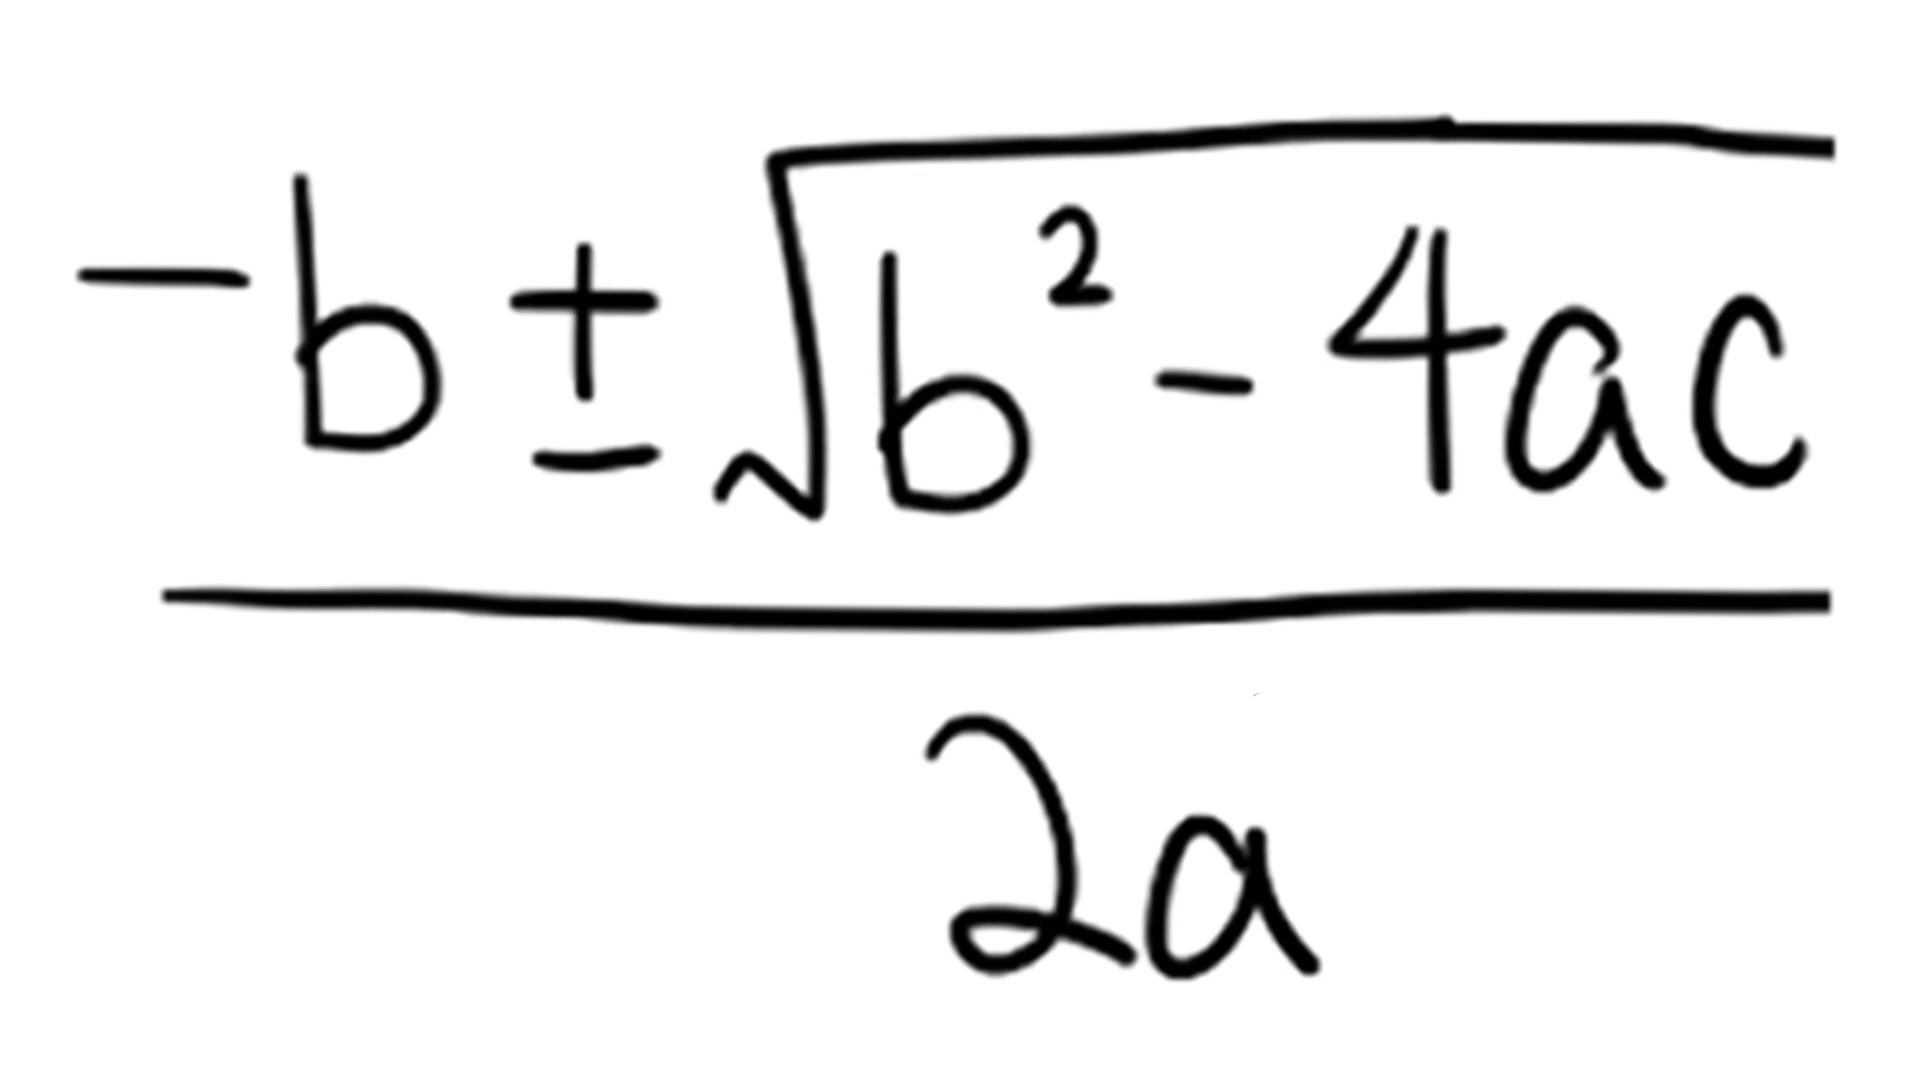 -b ± √b² - 4ac
2a